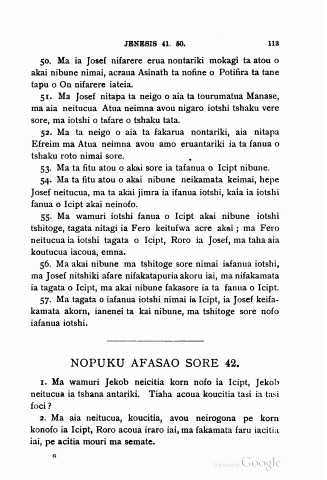 JENESIS 41. 50. 113
50. Ma ia Josef nifarere erua nontariki mokagi ta atou o
akai nibune nimai, acraua Asinath ta nofine o Potifira ta tane
tapu o On nifarere iateia.
51. Ma Josef nitapa ta neigo o aia ta tourumatua Manase,
ma aia neitucua Atua neimna avou nigaro iotshi tshaku vere
sore, ma iotshi o tafare o tshaku tata.
52. Ma ta neigo o aia ta fakarua nontariki, aia nitapa
Efreim ma Atua neimna avou amo eruantariki ia ta fanua o
tshaku roto nimai sore.
53. Ma ta fitu atou o akai sore ia tafanua o Icipt nibune.
54. Ma ta fitu atou o akai nibune neikamata keimai, hepe
Josef neitucua, ma ta akai jimra ia ifanua iotshi, kaia ia iotshi
fanua o Icipt akai neinofo.
55. Ma wamuri iotshi fanua o Icipt akai nibune iotshi
tshitoge, tagata nitagi ia Fero keitufwa acre akai; ma Fero
neitucua ia iotshi tagata o Icipt, Roro ia Josef, ma taha aia
koutucua iacoua, emna.
56. Ma akai nibune ma tshitoge sore nimai iafanua iotshi,
ma Josef nitshiki afare nifakatapuria akoru iai, ma nifakamata
ia tagata o Icipt, ma akai nibune fakasore ia ta fanua o Icipt.
57. Ma tagata o iafanua iotshi nimai ia Icipt, ia Josef keifa-
kamata akorn, ianenei ta kai nibune, ma tshitoge sore nofo
iafanua iotshi.
NOPUKU AFASAO SORE 42.
1. Ma wamuri Jekob neicitia korn nofo ia Icipt, Jekob
neitucua ia tshana antariki. Tiaha acoua koucitia tasi ia tasi
foci?
2. Ma aia neitucua, koucitia, avou neirogona pe korn
konofo ia Icipt, Roro acoua iraro iai, ma fakamata faru iacitia
iai, pe acitia mouri ma semate.
G
Digitized by Google